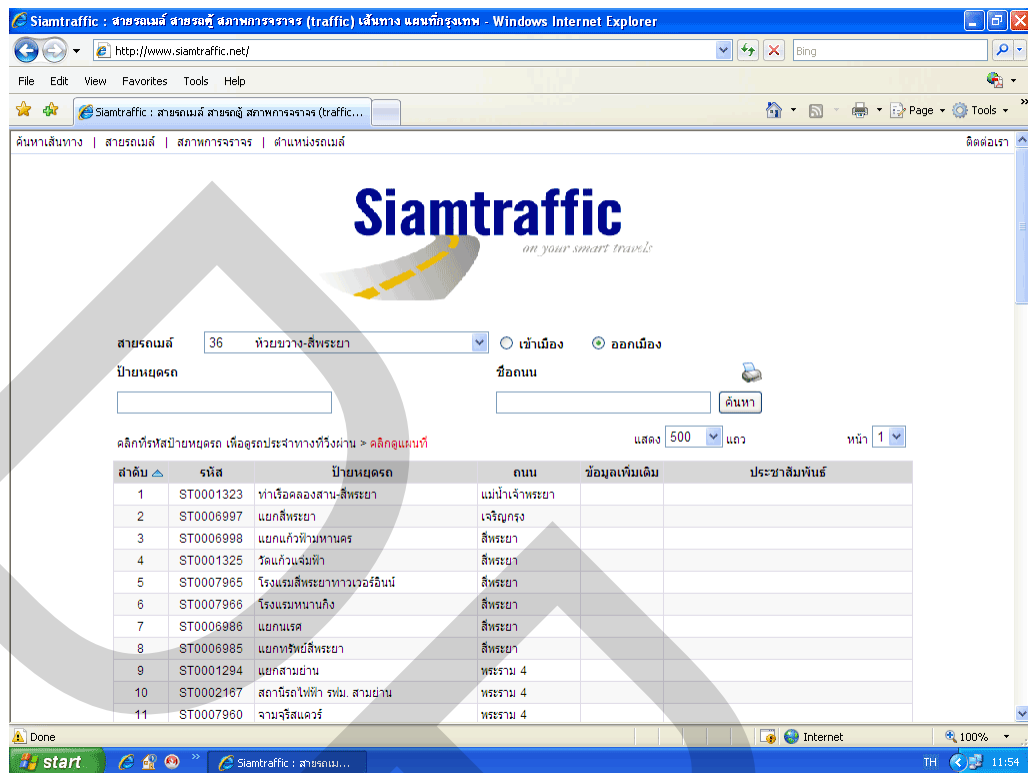 Siamtraffic : สายรถเมล์ สายรถตู้ สภาพการจราจร (traffic) เส้นทาง แผนที่กรุงเทพ - Windows Internet Explorer
http://www.siamtraffic.net/
Bing
File Edit View Favorites Tools Help
Siamtraffic : สายรถเมล์ สายรถตู้ สภาพการจราจร (traffic...
Page Tools »
ค้นหาเส้นทาง | สายรถเมล์ | สภาพการจราจร | ตำแหน่งรถเมล์ ติดต่อเรา
Siamtraffic
on your smart travels
สายรถเมล์ 36 ห้วยขวาง-สี่พระยา เข้าเมือง ออกเมือง
ป้ายหยุดรถ ชื่อถนน
ค้นหา
คลิกที่รหัสป้ายหยุดรถ เพื่อดูรถประจำทางที่วิ่งผ่าน > คลิกดูแผนที่ แสดง 500 แถว หน้า 1
ลำดับ รหัส ป้ายหยุดรถ ถนน ข้อมูลเพิ่มเติม ประชาสัมพันธ์
1 ST0001323 ท่าเรือคลองสาน-สี่พระยา แม่น้ำเจ้าพระยา
2 ST0006997 แยกสี่พระยา เจริญกรุง
3 ST0006998 แยกแก้วฟ้ามหานคร สี่พระยา
4 ST0001325 วัดแก้วแจ่มฟ้า สี่พระยา
5 ST0007965 โรงแรมสี่พระยาทาวเวอร์อินน์ สี่พระยา
6 ST0007966 โรงแรมหนานกิง สี่พระยา
7 ST0006986 แยกนเรศ สี่พระยา
8 ST0006985 แยกทรัพย์สี่พระยา สี่พระยา
9 ST0001294 แยกสามย่าน พระราม 4
10 ST0002167 สถานีรถไฟฟ้า รฟม. สามย่าน พระราม 4
11 ST0007960 จามจุรีสแควร์ พระราม 4
Done Internet 100%
start » Siamtraffic : สายรถเม... TH 11:54